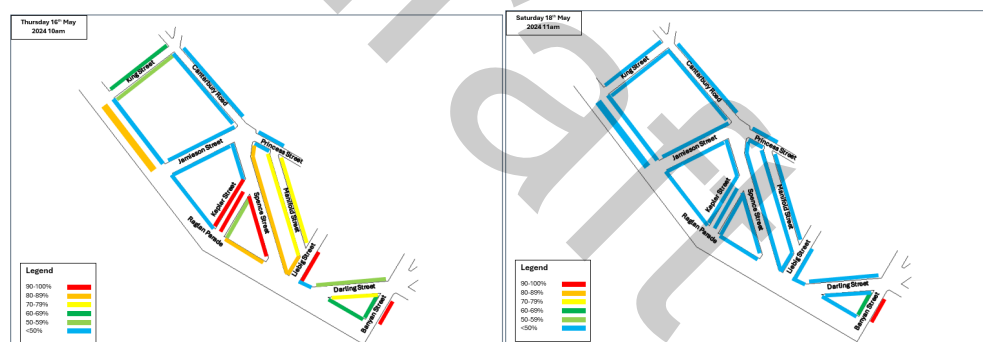 Thursday 16th May
2024 10am
King Street
Canterbury Road
Jamieson Street
Princess Street
Kepler Street
Spence Street
Manifold Street
Raglan Parade
Liebig Street
Darling Street
Banyan Street
Legend
90-100%
80-89%
70-79%
60-69%
50-59%
<50%
Saturday 18th May
2024 11am
King Street
Canterbury Road
Jamieson Street
Princess Street
Kepler Street
Spence Street
Manifold Street
Raglan Parade
Liebig Street
Darling Street
Banyan Street
Legend
90-100%
80-89%
70-79%
60-69%
50-59%
<50%